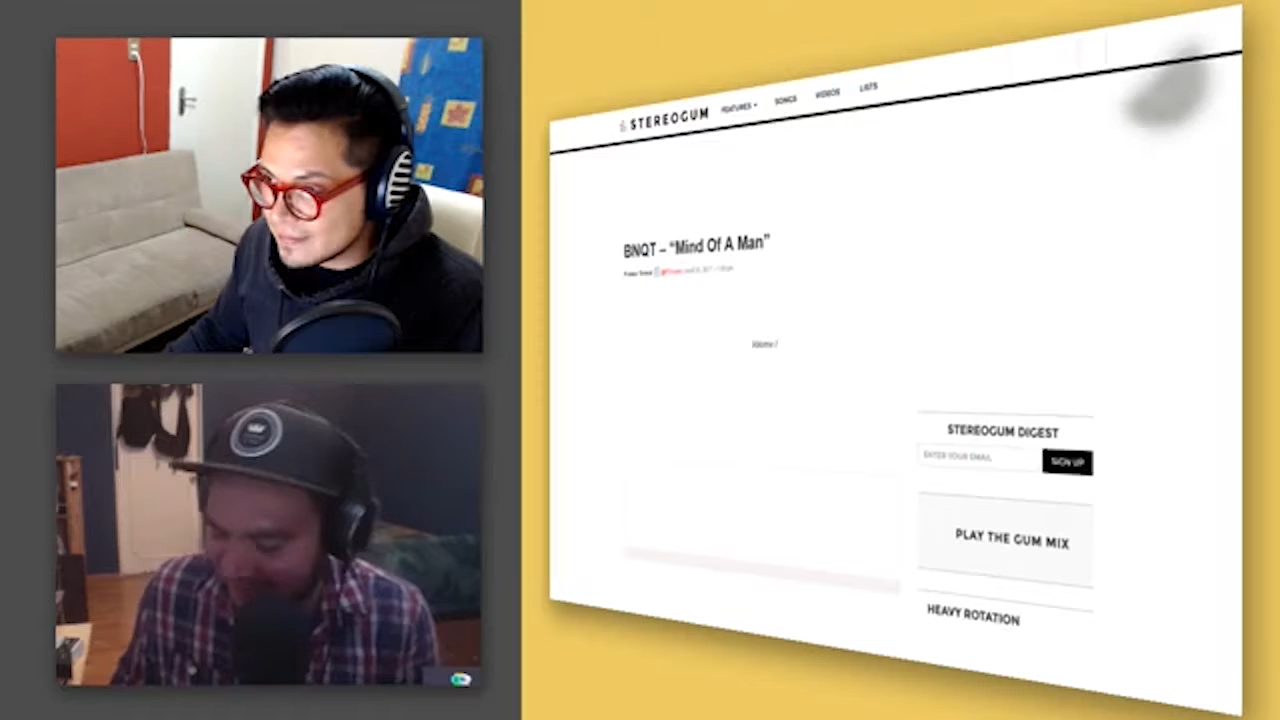 STEREOGUM
FEATURES
SONGS
VIDEOS
LISTS
BNQT – “Mind Of A Man”
Home /
STEREOGUM DIGEST
ENTER YOUR EMAIL
SIGN UP
PLAY THE GUM MIX
HEAVY ROTATION